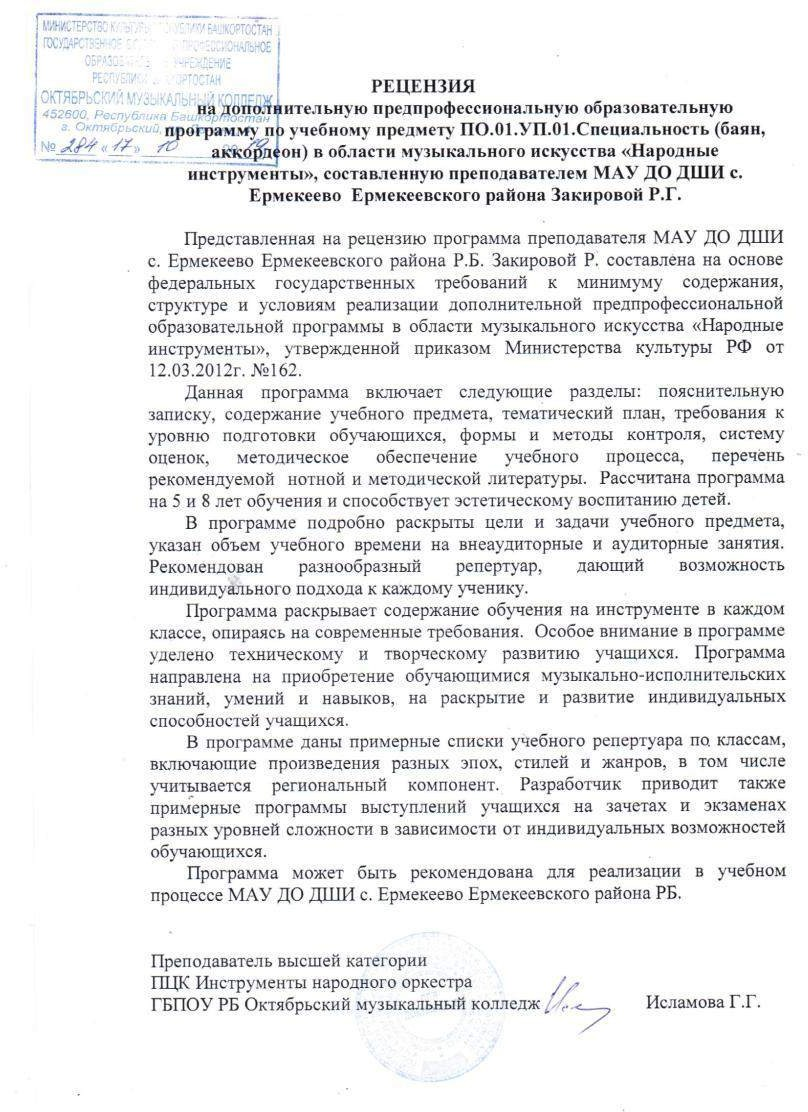 МИНИСТЕРСТВО КУЛЬТУРЫ РЕСПУБЛИКИ БАШКОРТОСТАН
ГОСУДАРСТВЕННОЕ ПРОФЕССИОНАЛЬНОЕ
ОБРАЗОВАТЕЛЬНОЕ УЧРЕЖДЕНИЕ
РЕСПУБЛИКИ БАШКОРТОСТАН
ОКТЯБРЬСКИЙ МУЗЫКАЛЬНЫЙ КОЛЛЕДЖ
452600, Республика Башкортостан
г. Октябрьский,
№ 284 « 17 » 10 20 19
РЕЦЕНЗИЯ
на дополнительную предпрофессиональную образовательную
программу по учебному предмету ПО.01.УП.01.Специальность (баян,
аккордеон) в области музыкального искусства «Народные
инструменты», составленную преподавателем МАУ ДО ДШИ с.
Ермекеево Ермекеевского района Закировой Р.Г.
Представленная на рецензию программа преподавателя МАУ ДО ДШИ
с. Ермекеево Ермекеевского района Р.Б. Закировой Р. составлена на основе
федеральных государственных требований к минимуму содержания,
структуре и условиям реализации дополнительной предпрофессиональной
образовательной программы в области музыкального искусства «Народные
инструменты», утвержденной приказом Министерства культуры РФ от
12.03.2012г. №162.
Данная программа включает следующие разделы: пояснительную
записку, содержание учебного предмета, тематический план, требования к
уровню подготовки обучающихся, формы и методы контроля, систему
оценок, методическое обеспечение учебного процесса, перечень
рекомендуемой нотной и методической литературы. Рассчитана программа
на 5 и 8 лет обучения и способствует эстетическому воспитанию детей.
В программе подробно раскрыты цели и задачи учебного предмета,
указан объем учебного времени на внеаудиторные и аудиторные занятия.
Рекомендован разнообразный репертуар, дающий возможность
индивидуального подхода к каждому ученику.
Программа раскрывает содержание обучения на инструменте в каждом
классе, опираясь на современные требования. Особое внимание в программе
уделено техническому и творческому развитию учащихся. Программа
направлена на приобретение обучающимися музыкально-исполнительских
знаний, умений и навыков, на раскрытие и развитие индивидуальных
способностей учащихся.
В программе даны примерные списки учебного репертуара по классам,
включающие произведения разных эпох, стилей и жанров, в том числе
учитывается региональный компонент. Разработчик приводит также
примерные программы выступлений учащихся на зачетах и экзаменах
разных уровней сложности в зависимости от индивидуальных возможностей
обучающихся.
Программа может быть рекомендована для реализации в учебном
процессе МАУ ДО ДШИ с. Ермекеево Ермекеевского района РБ.
Преподаватель высшей категории
ПЦК Инструменты народного оркестра
ГБПОУ РБ Октябрьский музыкальный колледж Исламова Г.Г.